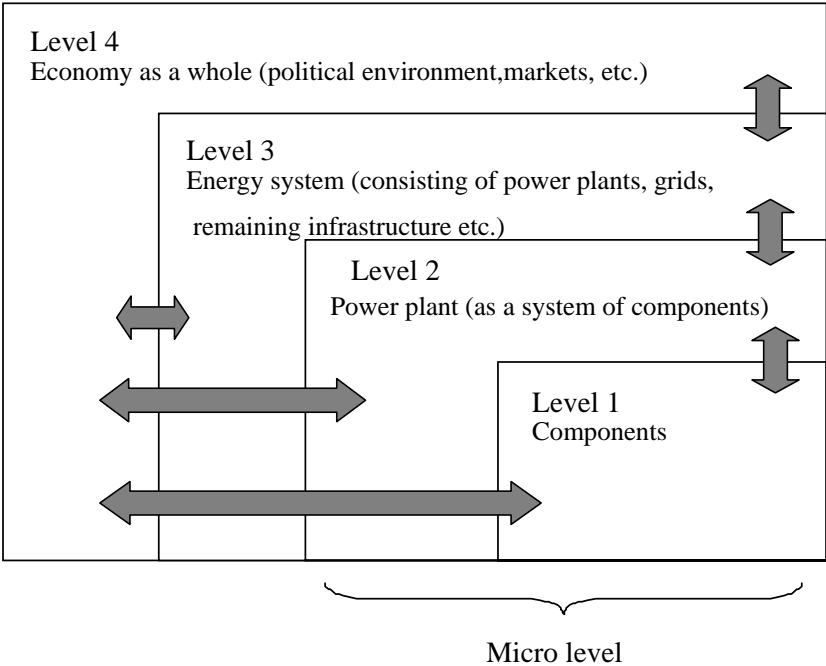 Level 4
Economy as a whole (political environment,markets, etc.)
Level 3
Energy system (consisting of power plants, grids,
remaining infrastructure etc.)
Level 2
Power plant (as a system of components)
Level 1
Components
Micro level